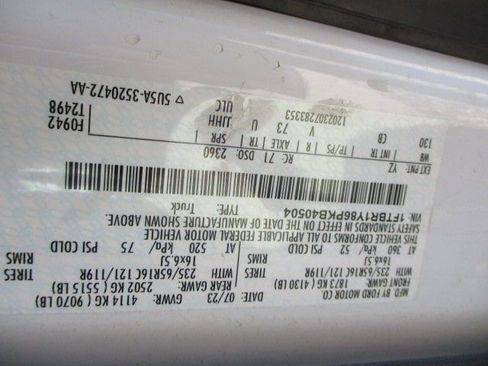 MFD. BY FORD MOTOR CO.
DATE: 07/23 GVWR: 4114 KG (9070 LB)
FRONT GAWR: 1873 KG (4130 LB) REAR GAWR: 2502 KG (5515 LB)
235/65R16C 121/119R TIRES 235/65R16C 121/119R TIRES
16x6.5J RIMS 16x6.5J RIMS
AT 360 kPa/ 52 PSI COLD 520 kPa/ 75 PSI COLD
THIS VEHICLE CONFORMS TO ALL APPLICABLE FEDERAL MOTOR VEHICLE
SAFETY STANDARDS IN EFFECT ON THE DATE OF MANUFACTURE SHOWN ABOVE.
VIN: 1FTBR1Y86PKB40504 TYPE: Truck
EXT PNT: YZ RC: 71 DSO: 2360
WB INT TR TP/PS R AXLE TR SPR
130 CB V 73 U JJHH F0942
1202307283353 ULC T2498
▽ 5U5A-3520472-AA